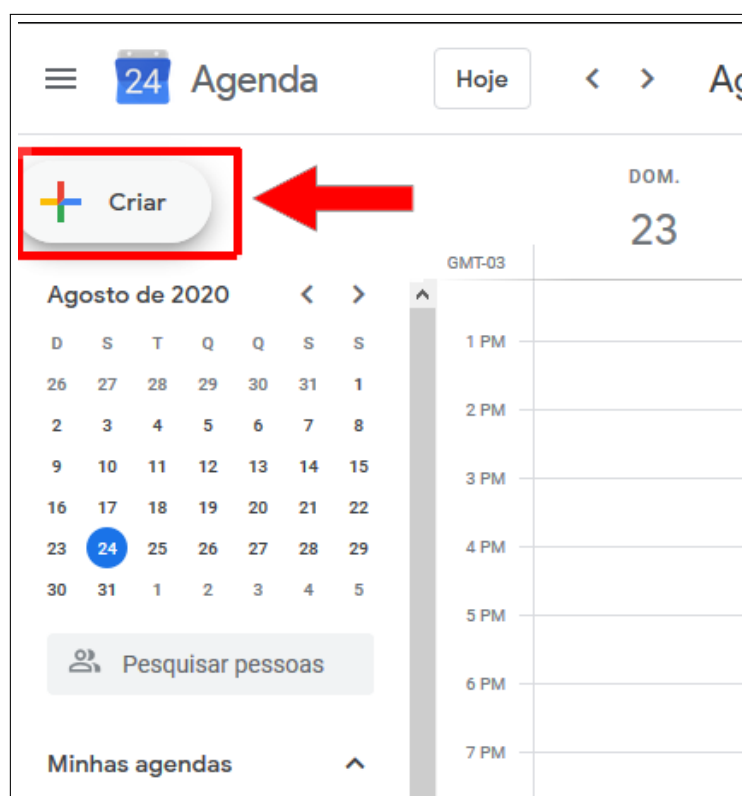 24 Agenda Hoje < > Ag
Criar
DOM.
23
GMT-03
Agosto de 2020 < >
D S T Q Q S S
26 27 28 29 30 31 1
2 3 4 5 6 7 8
9 10 11 12 13 14 15
16 17 18 19 20 21 22
23 24 25 26 27 28 29
30 31 1 2 3 4 5
Pesquisar pessoas
Minhas agendas
1 PM
2 PM
3 PM
4 PM
5 PM
6 PM
7 PM